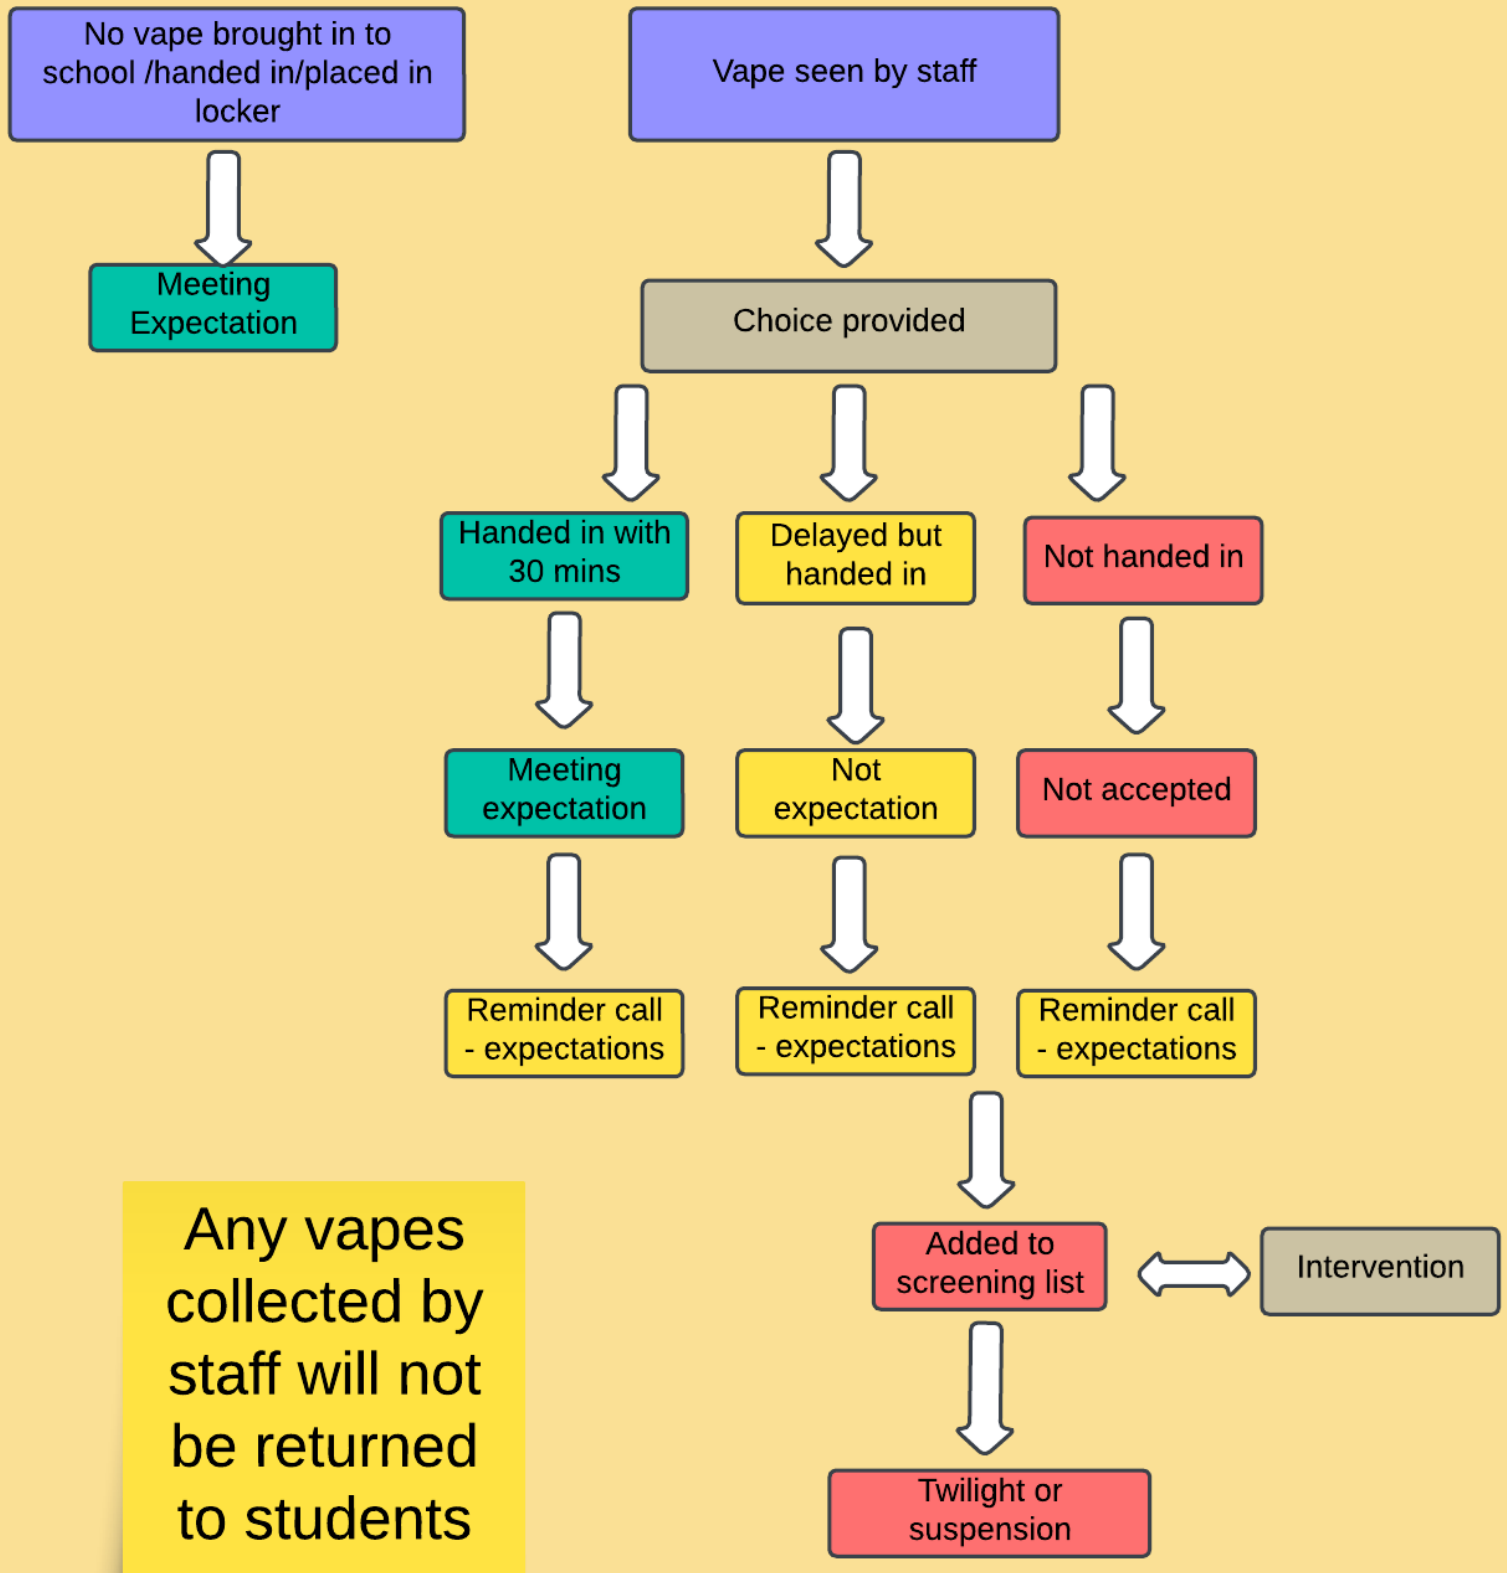 No vape brought in to
school /handed in/placed in
locker
Vape seen by staff
Meeting
Expectation
Choice provided
Handed in with
30 mins
Delayed but
handed in
Not handed in
Meeting
expectation
Not
expectation
Not accepted
Reminder call
- expectations
Reminder call
- expectations
Reminder call
- expectations
Added to
screening list
Intervention
Twilight or
suspension
Any vapes
collected by
staff will not
be returned
to students